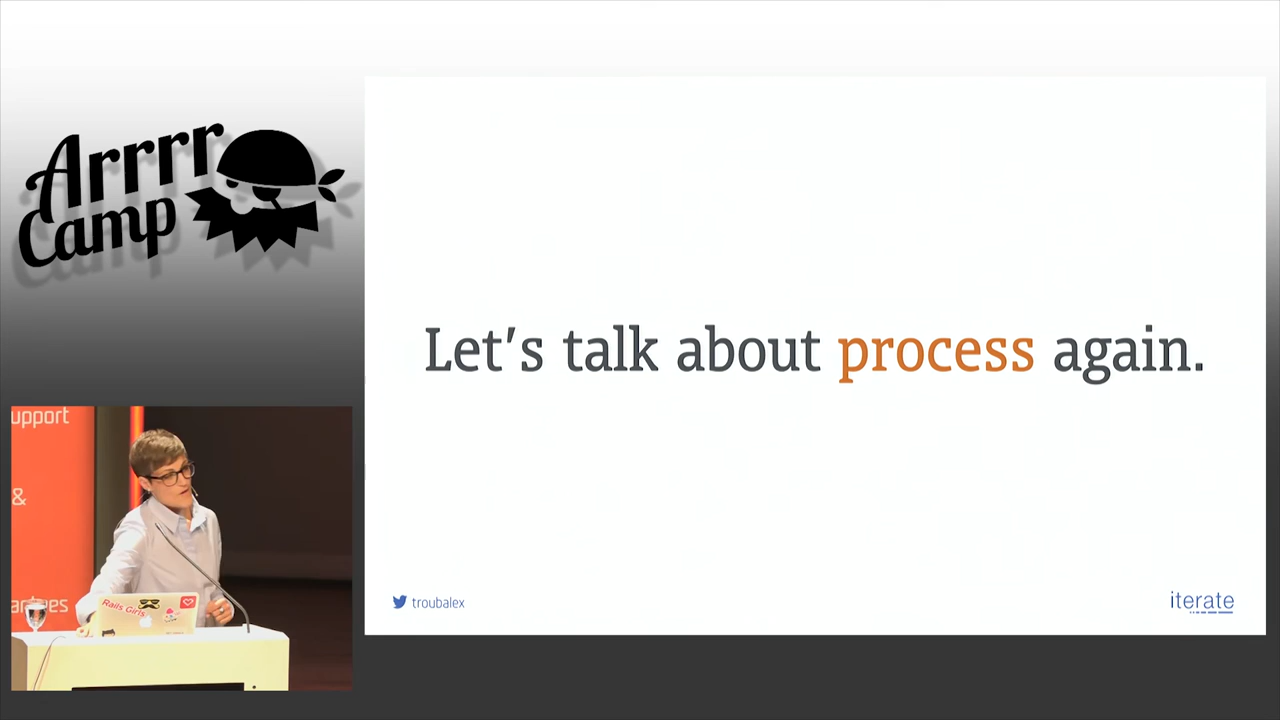 Arrrr
Camp
Let's talk about process again.
upport
&
Rails Girls
troubalex
iterate